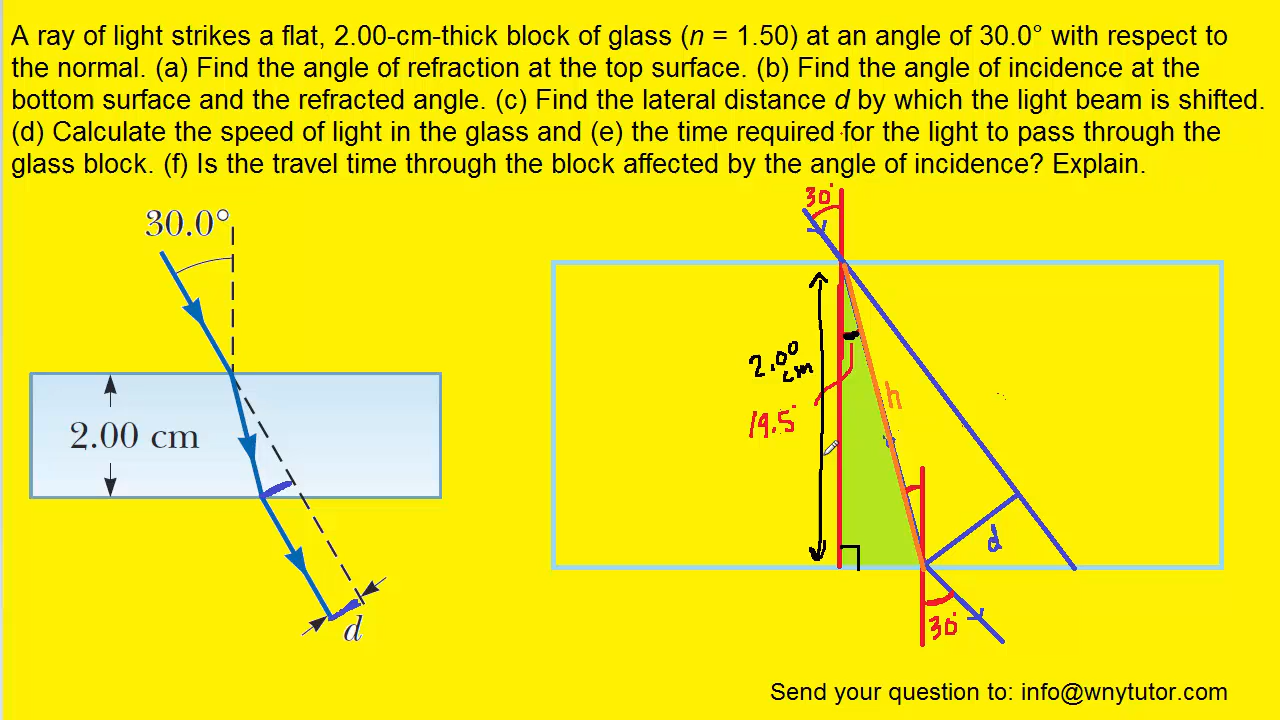 A ray of light strikes a flat, 2.00-cm-thick block of glass (n = 1.50) at an angle of 30.0° with respect to
the normal. (a) Find the angle of refraction at the top surface. (b) Find the angle of incidence at the
bottom surface and the refracted angle. (c) Find the lateral distance d by which the light beam is shifted.
(d) Calculate the speed of light in the glass and (e) the time required for the light to pass through the
glass block. (f) Is the travel time through the block affected by the angle of incidence? Explain.
30.0°
2.00 cm
d
30°
2.00
cm
19.5°
h
d
30°
Send your question to: info@wnytutor.com